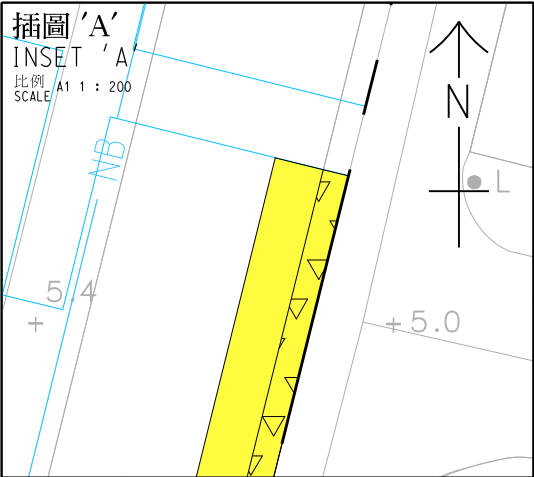 插圖 'A'
INSET 'A'
比例
SCALE A1 1 : 200
N
NB
L
5.4
+ 5.0